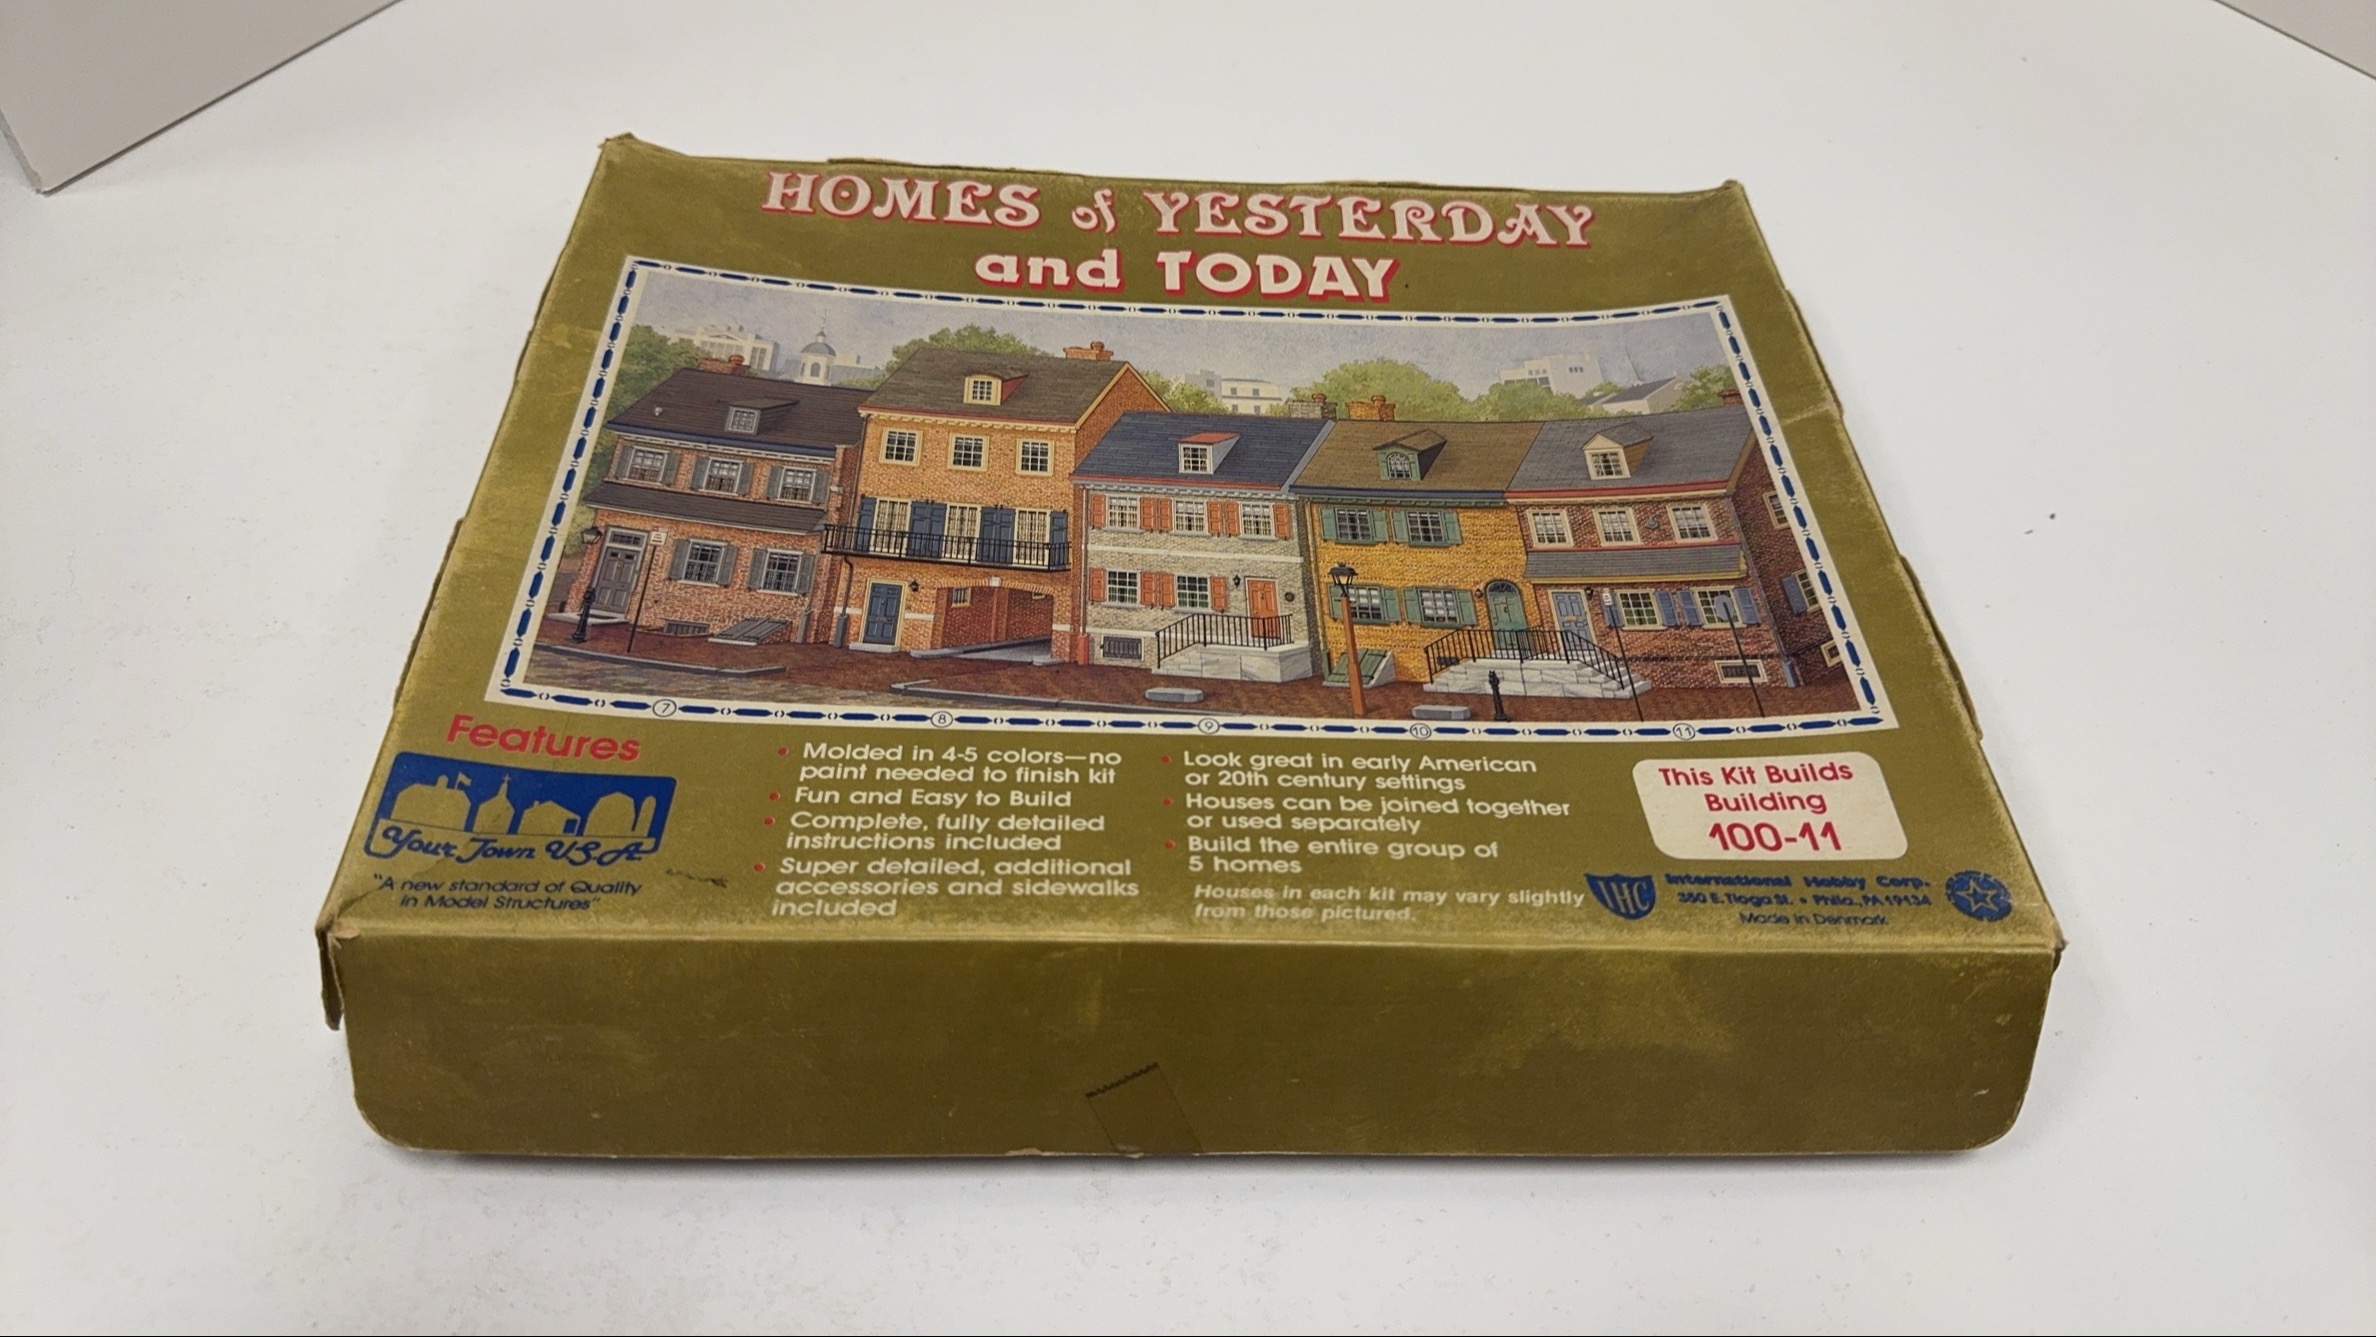 HOMES of YESTERDAY
and TODAY
7
8
9
10
11
Features
Your Town U.S.A.
"A new standard of Quality
in Model Structures"
• Molded in 4-5 colors—no
paint needed to finish kit
• Fun and Easy to Build
• Complete, fully detailed
instructions included
• Super detailed, additional
accessories and sidewalks
included
• Look great in early American
or 20th century settings
• Houses can be joined together
or used separately
• Build the entire group of
5 homes
Houses in each kit may vary slightly
from those pictured.
This Kit Builds
Building
100-11
IHC
International Hobby Corp.
350 E. Tioga St. • Phila., PA 19134
Made in Denmark